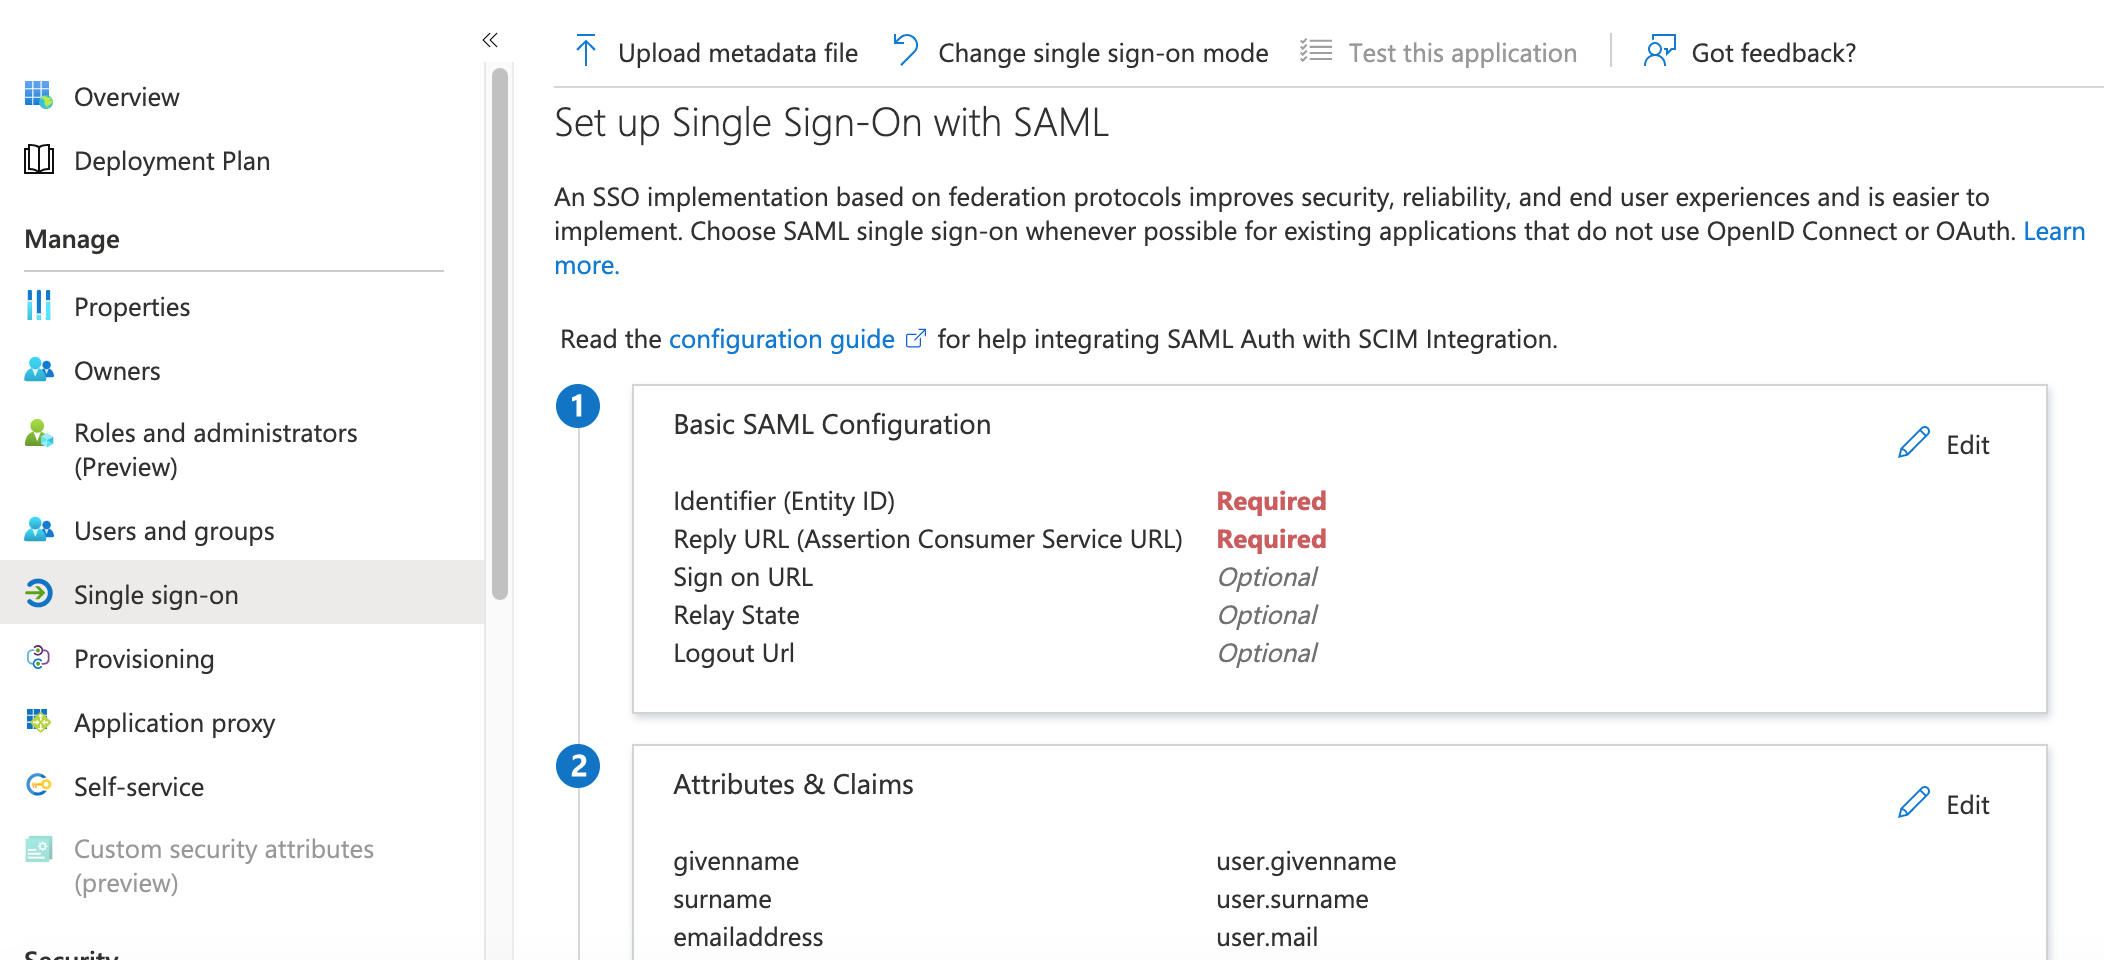 Overview
Deployment Plan
Manage
Properties
Owners
Roles and administrators
(Preview)
Users and groups
Single sign-on
Provisioning
Application proxy
Self-service
Custom security attributes
(preview)
Security
Upload metadata file
Change single sign-on mode
Test this application
Got feedback?
Set up Single Sign-On with SAML
An SSO implementation based on federation protocols improves security, reliability, and end user experiences and is easier to
implement. Choose SAML single sign-on whenever possible for existing applications that do not use OpenID Connect or OAuth. Learn
more.
Read the configuration guide for help integrating SAML Auth with SCIM Integration.
1
Basic SAML Configuration
Edit
Identifier (Entity ID) Required
Reply URL (Assertion Consumer Service URL) Required
Sign on URL Optional
Relay State Optional
Logout Url Optional
2
Attributes & Claims
Edit
givenname user.givenname
surname user.surname
emailaddress user.mail